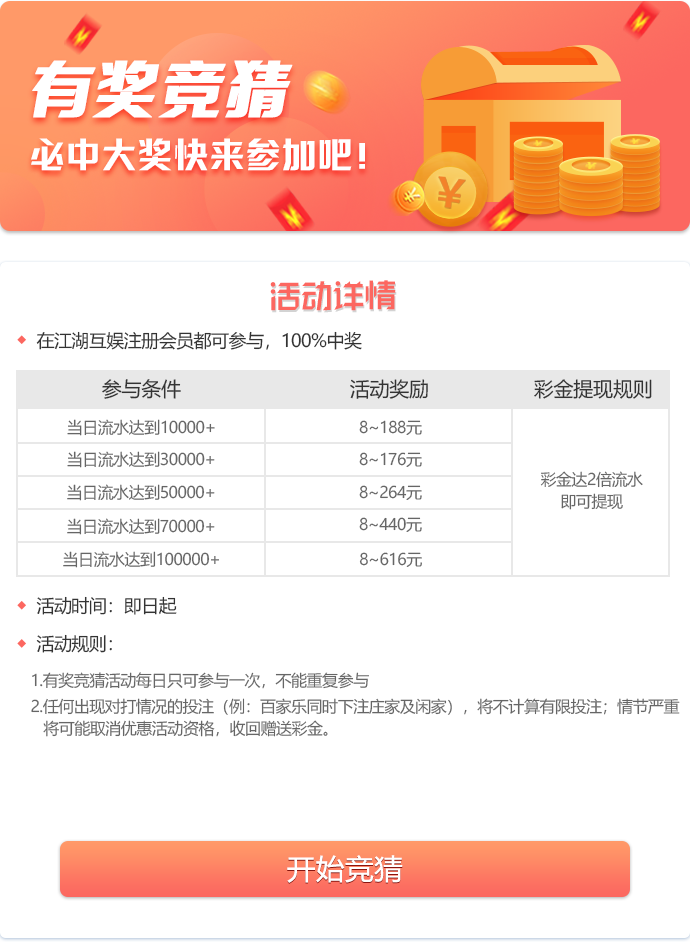 有奖竞猜
必中大奖快来参加吧!
活动详情
在江湖互娱注册会员都可参与，100%中奖
参与条件 活动奖励 彩金提现规则
当日流水达到10000+ 8~188元
当日流水达到30000+ 8~176元
当日流水达到50000+ 8~264元
当日流水达到70000+ 8~440元
当日流水达到100000+ 8~616元
彩金达2倍流水
即可提现
活动时间：即日起
活动规则：
1.有奖竞猜活动每日只可参与一次，不能重复参与
2.任何出现对打情况的投注（例：百家乐同时下注庄家及闲家），将不计算有限投注；情节严重
将可能取消优惠活动资格，收回赠送彩金。
开始竞猜